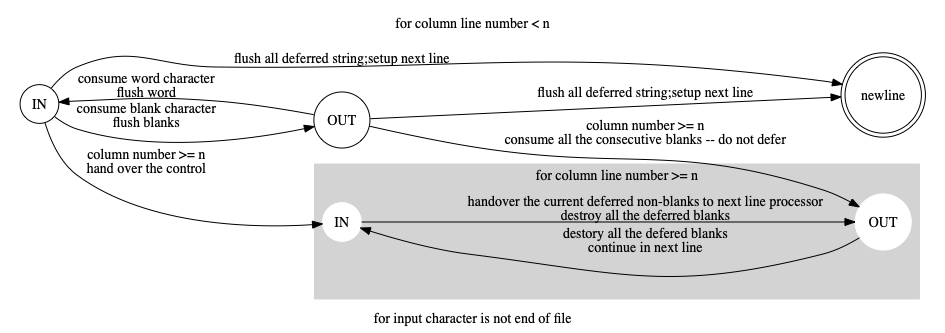 for column line number < n
flush all deferred string;setup next line
consume word character
flush word
IN
consume blank character
flush blanks
OUT
flush all deferred string;setup next line
newline
column number >= n
consume all the consecutive blanks -- do not defer
column number >= n
hand over the control
for column line number >= n
handover the current deferred non-blanks to next line processor
destroy all the deferred blanks
IN
OUT
destory all the defered blanks
continue in next line
for input character is not end of file